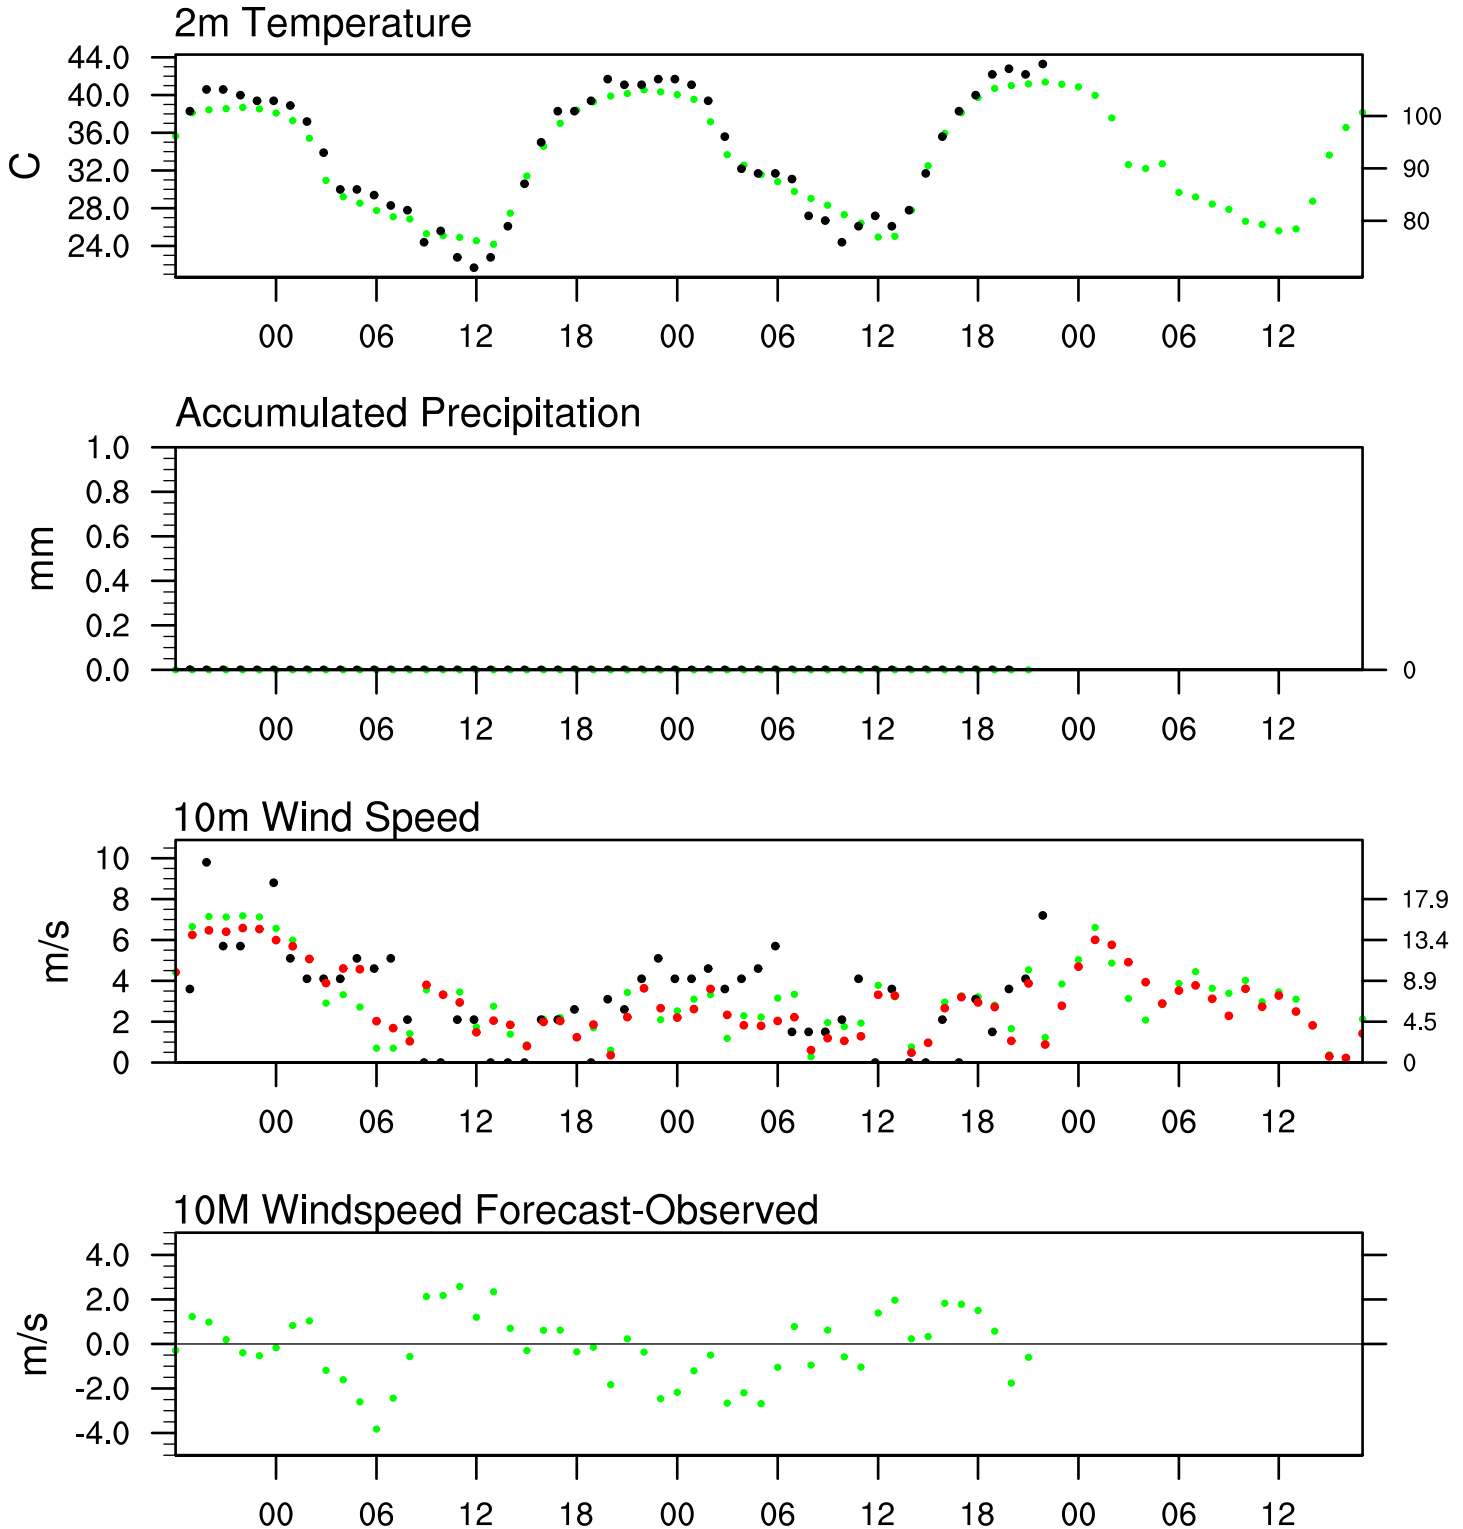 2m Temperature
44.0
40.0
36.0
32.0
28.0
24.0
C
100
90
80
00 06 12 18 00 06 12 18 00 06 12
Accumulated Precipitation
1.0
0.8
0.6
0.4
0.2
0.0
mm
0
00 06 12 18 00 06 12 18 00 06 12
10m Wind Speed
10
8
6
4
2
0
m/s
17.9
13.4
8.9
4.5
0
00 06 12 18 00 06 12 18 00 06 12
10M Windspeed Forecast-Observed
4.0
2.0
0.0
-2.0
-4.0
m/s
00 06 12 18 00 06 12 18 00 06 12